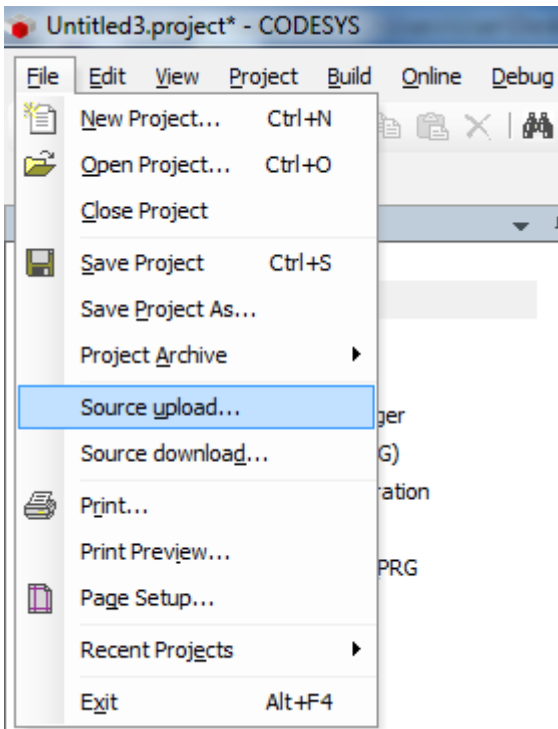 Untitled3.project* - CODESYS
File Edit View Project Build Online Debug
New Project... Ctrl+N
Open Project... Ctrl+O
Close Project
Save Project Ctrl+S
Save Project As...
Project Archive
Source upload...
ger
Source download...
G)
ration
Print...
Print Preview...
PRG
Page Setup...
Recent Projects
Exit Alt+F4